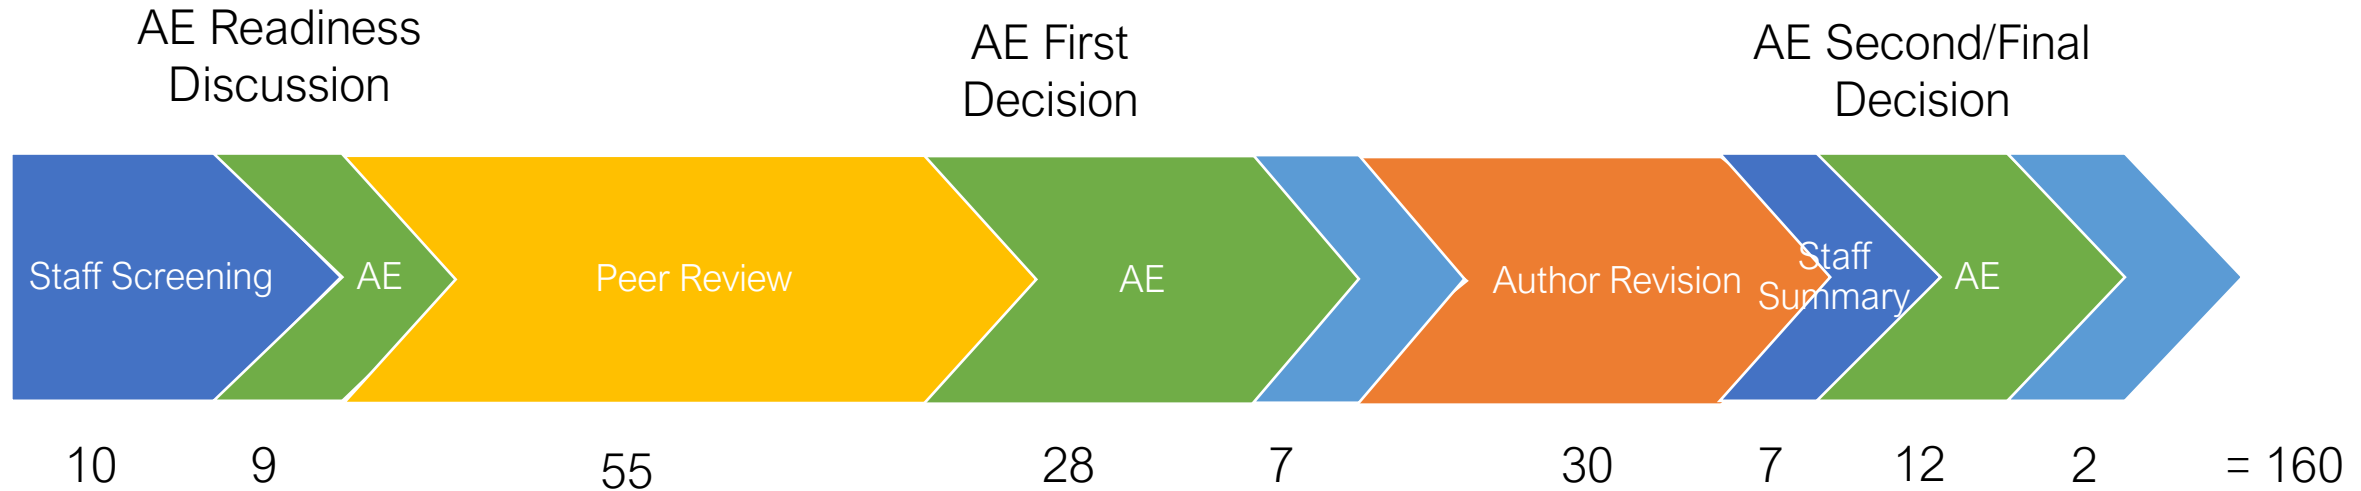 AE Readiness
Discussion
AE First
Decision
AE Second/Final
Decision
Staff Screening
AE
Peer Review
AE
Author Revision
Staff
Summary
AE
10 9 55 28 7 30 7 12 2 = 160